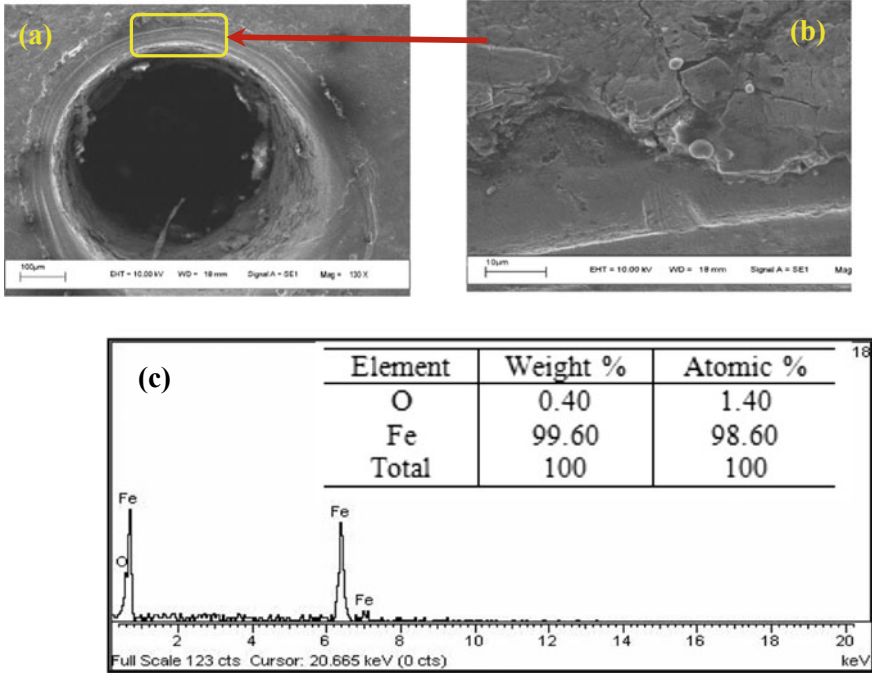 (a)
100μm EHT = 10.00 kV WD = 18 mm Signal A = SE1 Mag = 130 X
(b)
10μm EHT = 10.00 kV WD = 18 mm Signal A = SE1 Mag
(c)
18
Element Weight % Atomic %
O 0.40 1.40
Fe 99.60 98.60
Total 100 100
Fe
O
Fe
Fe
2 4 6 8 10 12 14 16 18 20
Full Scale 123 cts Cursor: 20.665 keV (0 cts) keV